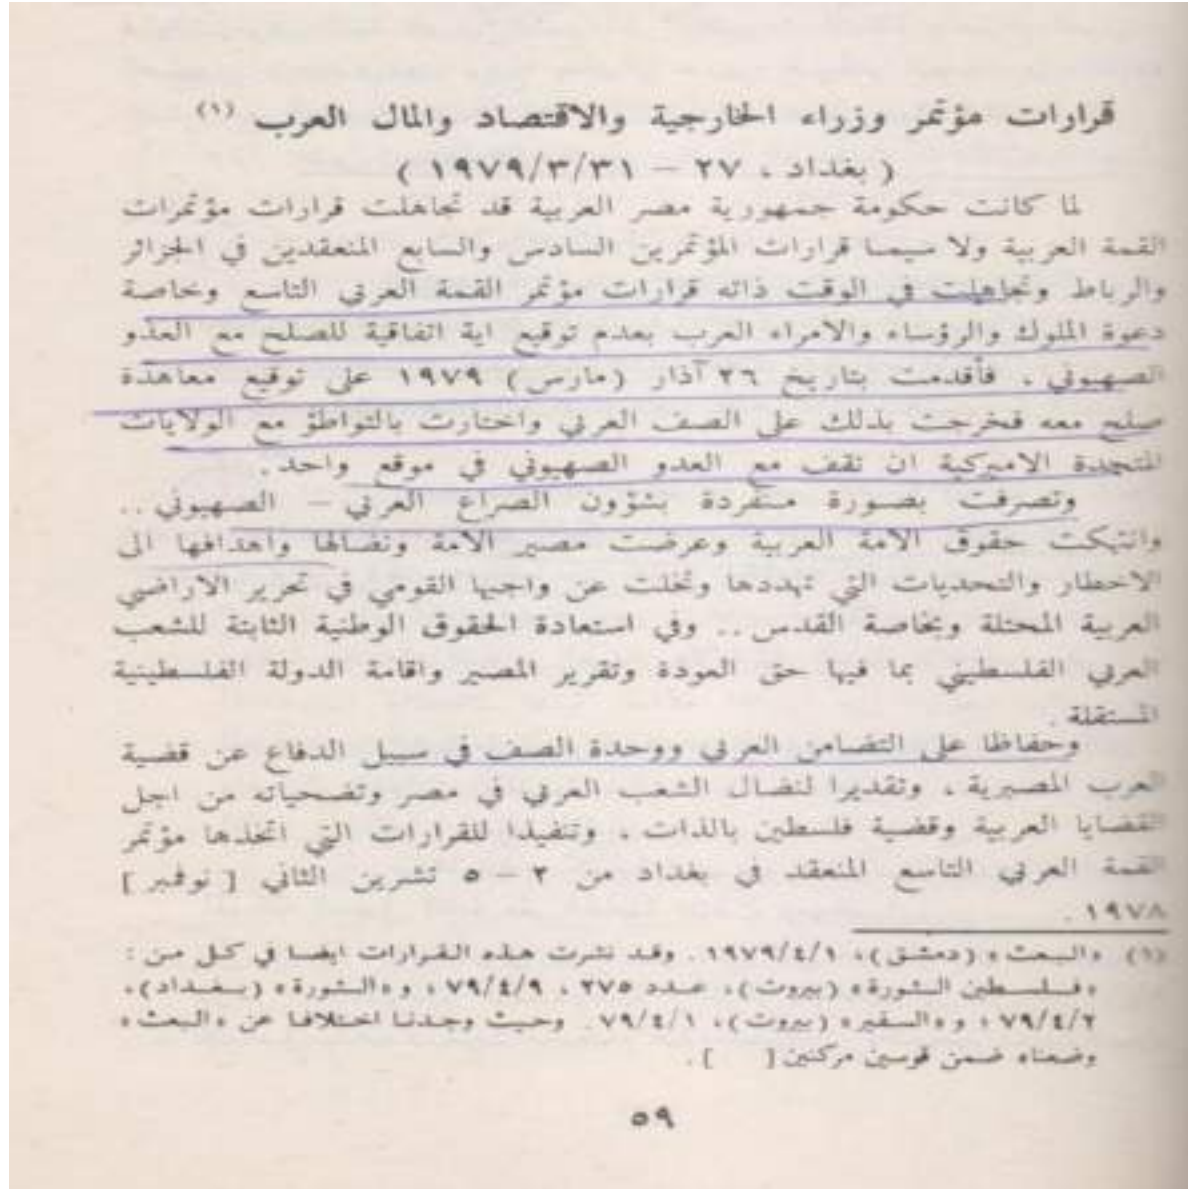 قرارات مؤتمر وزراء الخارجية والاقتصاد والمال العرب (١)
( بغداد ، ٢٧ – ١٩٧٩/٣/٣١ )
لما كانت حكومة جمهورية مصر العربية قد تجاهلت قرارات مؤتمرات
القمة العربية ولا سيما قرارات المؤتمرين السادس والسابع المنعقدين في الجزائر
والرباط وتجاهلت في الوقت ذاته قرارات مؤتمر القمة العربي التاسع وخاصة
دعوة الملوك والرؤساء والامراء العرب بعدم توقيع اية اتفاقية للصلح مع العدو
الصهيوني ، فأقدمت بتاريخ ٢٦ آذار (مارس) ١٩٧٩ على توقيع معاهدة
صلح معه فخرجت بذلك على الصف العربي واختارت بالتواطؤ مع الولايات
المتحدة الاميركية ان تقف مع العدو الصهيوني في موقع واحد .
وتصرفت بصورة منفردة بشؤون الصراع العربي – الصهيوني ..
وانتهكت حقوق الامة العربية وعرضت مصير الامة ونضالها واهدافها الى
الاخطار والتحديات التي تهددها وتخلت عن واجبها القومي في تحرير الاراضي
العربية المحتلة وبخاصة القدس .. وفي استعادة الحقوق الوطنية الثابتة للشعب
العربي الفلسطيني بما فيها حق العودة وتقرير المصير واقامة الدولة الفلسطينية
المستقلة .
وحفاظا على التضامن العربي ووحدة الصف في سبيل الدفاع عن قضية
العرب المصيرية ، وتقديرا لنضال الشعب العربي في مصر وتضحياته من اجل
القضايا العربية وقضية فلسطين بالذات ، وتنفيذا للقرارات التي اتخذها مؤتمر
القمة العربي التاسع المنعقد في بغداد من ٢ – ٥ تشرين الثاني [ نوفمبر ]
١٩٧٨ .
(١) «البعث» (دمشق)، ١٩٧٩/٤/١ . وقد نشرت هذه القرارات ايضا في كل من :
«فلسطين الثورة» (بيروت)، عدد ٢٧٥ ، ٧٩/٤/٩ ؛ و«الثورة» (بغداد)،
٧٩/٤/٢ ؛ و«السفير» (بيروت)، ٧٩/٤/١ . وحيث وجدنا اختلافا عن «البعث»
وضعناه ضمن قوسين مركنين [ ] .
٥٩